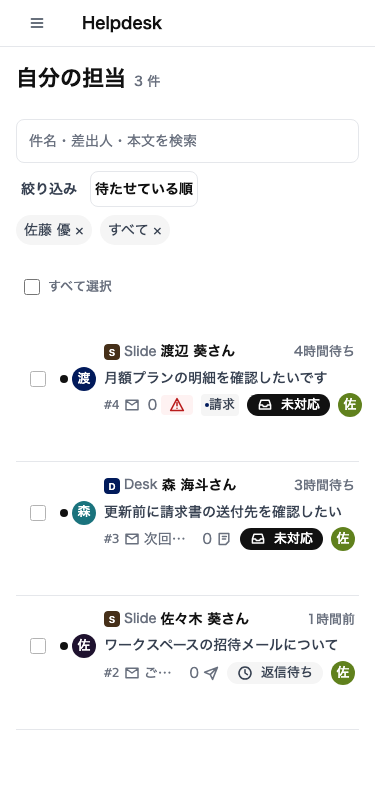 Helpdesk
自分の担当 3 件
件名・差出人・本文を検索
絞り込み 待たせている順
佐藤 優 × すべて ×
すべて選択
S Slide 渡辺 葵さん 4時間待ち
渡 月額プランの明細を確認したいです
#4 0 •請求 未対応 佐
D Desk 森 海斗さん 3時間待ち
森 更新前に請求書の送付先を確認したい
#3 次回… 0 未対応 佐
S Slide 佐々木 葵さん 1時間前
佐 ワークスペースの招待メールについて
#2 ご… 0 返信待ち 佐